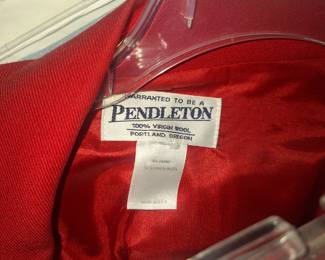 WARRANTED TO BE A
PENDLETON
100% VIRGIN WOOL
PORTLAND, OREGON